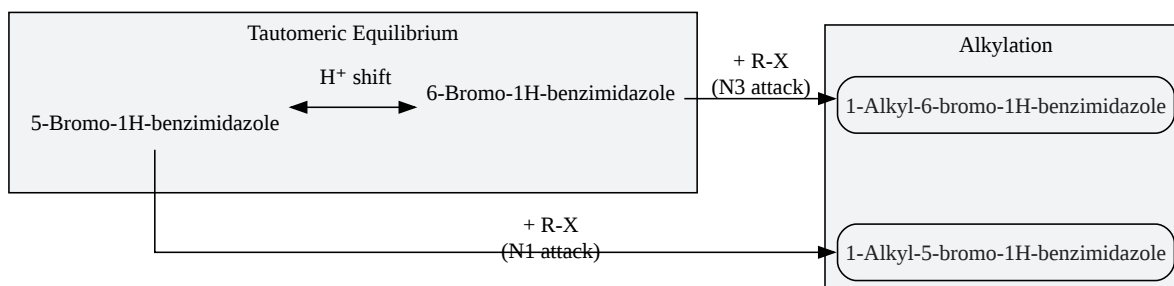 Tautomeric Equilibrium
H⁺ shift
5-Bromo-1H-benzimidazole
6-Bromo-1H-benzimidazole
+ R-X
(N3 attack)
+ R-X
(N1 attack)
Alkylation
1-Alkyl-6-bromo-1H-benzimidazole
1-Alkyl-5-bromo-1H-benzimidazole